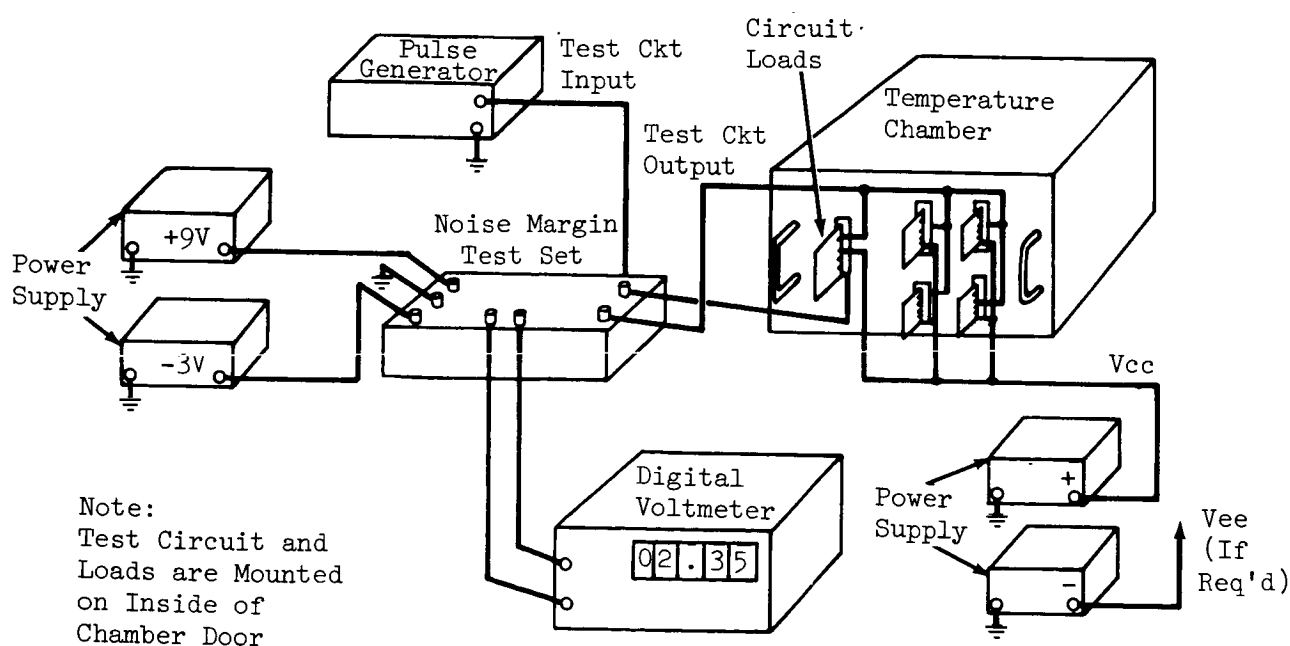 Pulse
Generator
Test Ckt
Input
Circuit
Loads
Temperature
Chamber
Test Ckt
Output
+9V
Noise Margin
Test Set
Power
Supply
-3V
Vcc
Digital
Voltmeter
02.35
+
Power
Supply
-
Vee
(If
Req'd)
Note:
Test Circuit and
Loads are Mounted
on Inside of
Chamber Door